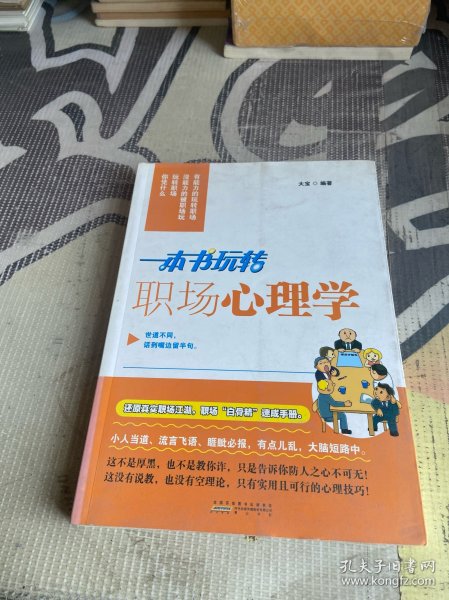 有能力的玩转职场
没能力的被职场玩
玩转职场
你凭什么
大宝 ◇ 编著
一本书玩转
职场心理学
世道不同，
话到嘴边留半句。
还原真实职场江湖、职场“白骨精”速成手册。
小人当道、流言飞语、睚眦必报，有点儿乱，大脑短路中。
这不是厚黑，也不是教你诈，只是告诉你防人之心不可无！
这没有说教，也没有空理论，只有实用且可行的心理技巧！
孔夫子旧书网